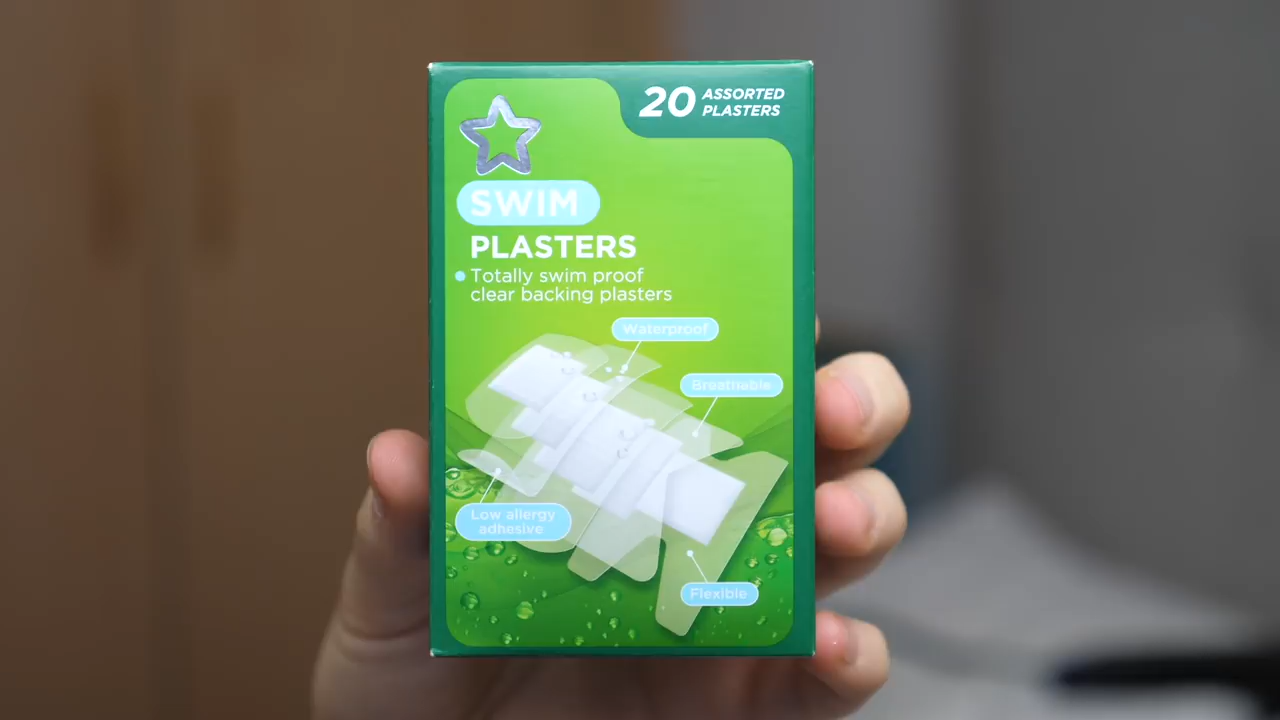 20 ASSORTED
PLASTERS
SWIM
PLASTERS
Totally swim proof
clear backing plasters
Waterproof
Breathable
Low allergy
adhesive
Flexible